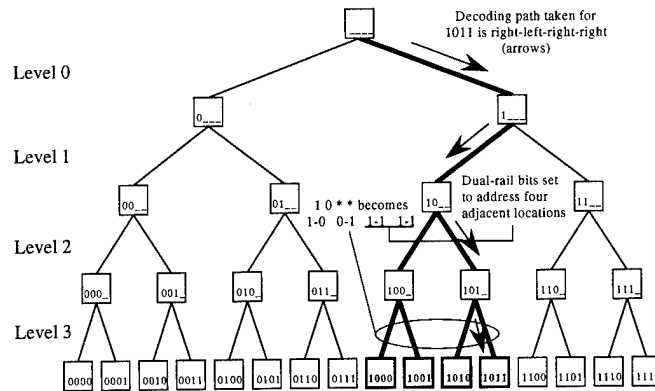 ____
Decoding path taken for
1011 is right-left-right-right
(arrows)
Level 0
0___
1___
Level 1
00__
01__
10__
11__
1 0 * * becomes
1-0 0-1 1-1 1-1
Dual-rail bits set
to address four
adjacent locations
Level 2
000_
001_
010_
011_
100_
101_
110_
111_
Level 3
0000 0001 0010 0011 0100 0101 0110 0111 1000 1001 1010 1011 1100 1101 1110 111